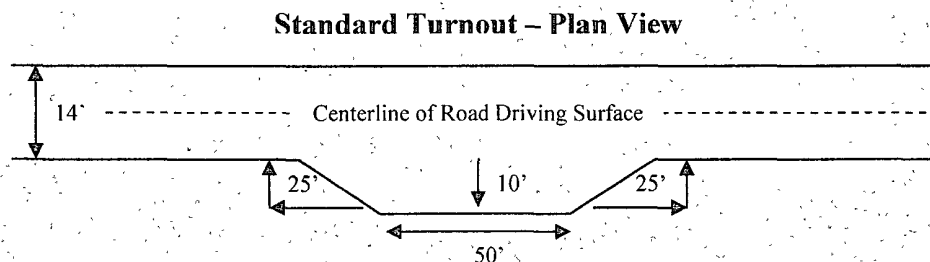 Standard Turnout – Plan View
14'
Centerline of Road Driving Surface
25'
10'
25'
50'